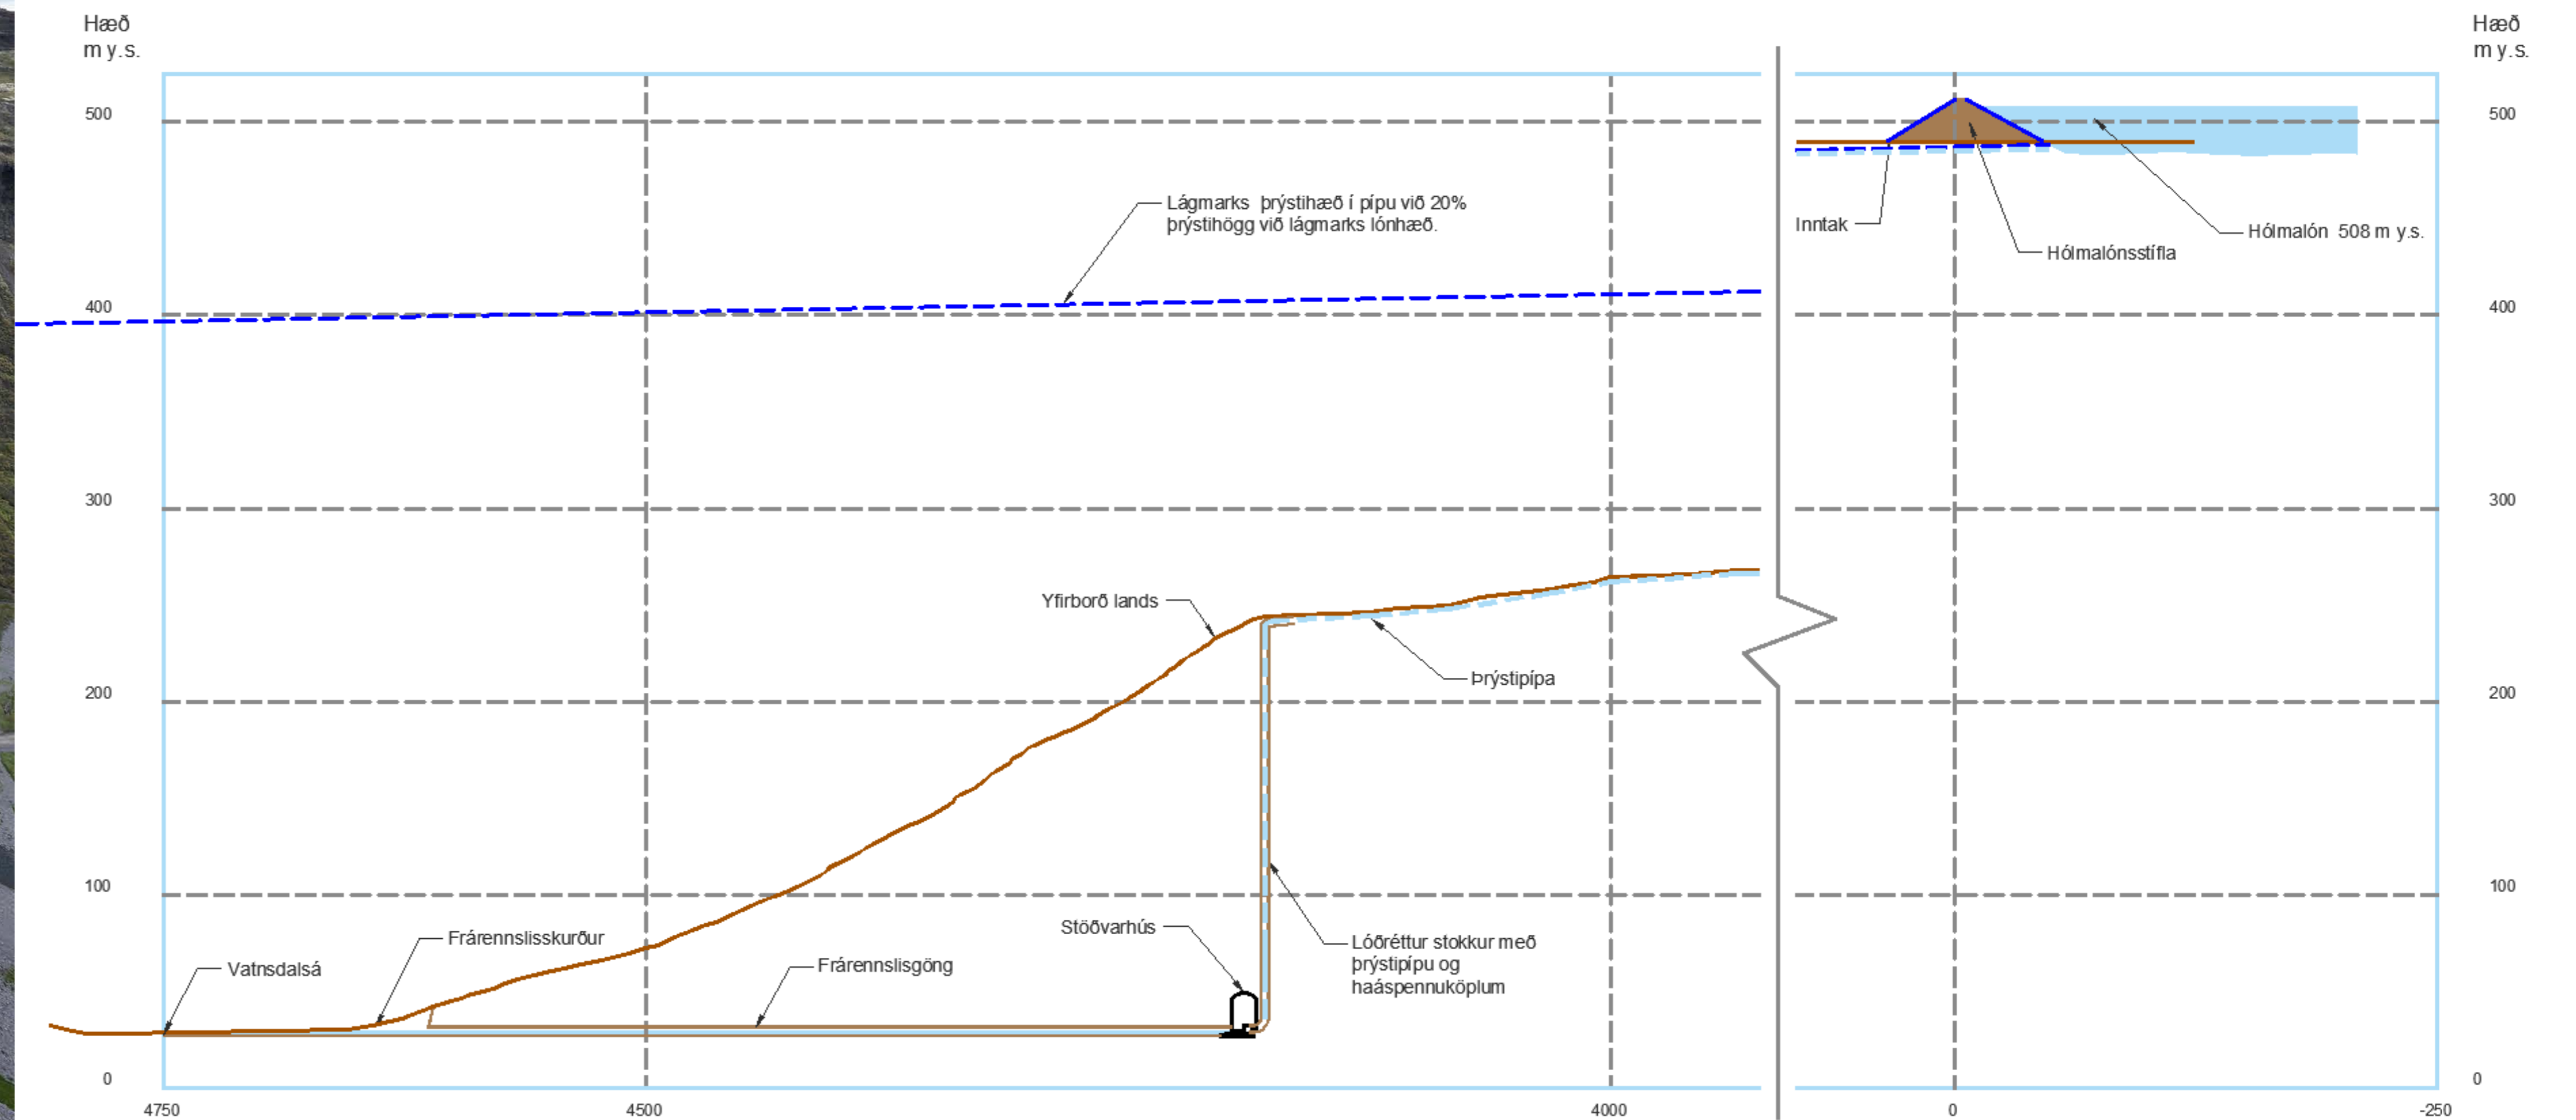 Hæð
m y.s.
Hæð
m y.s.
500
500
Lágmarks þrýstihæð í pípu við 20%
þrýstihögg við lágmarks lónhæð.
Inntak
Hólmalón 508 m y.s.
Hólmalónsstífla
400
400
300
300
Yfirborð lands
Þrýstipípa
200
200
100
100
Stöðvarhús
Frárennslisskurður
Lóðréttur stokkur með
þrýstipípu og
haáspennuköplum
Vatnsdalsá
Frárennslisgöng
0
0
4750
4500
4000
0
-250